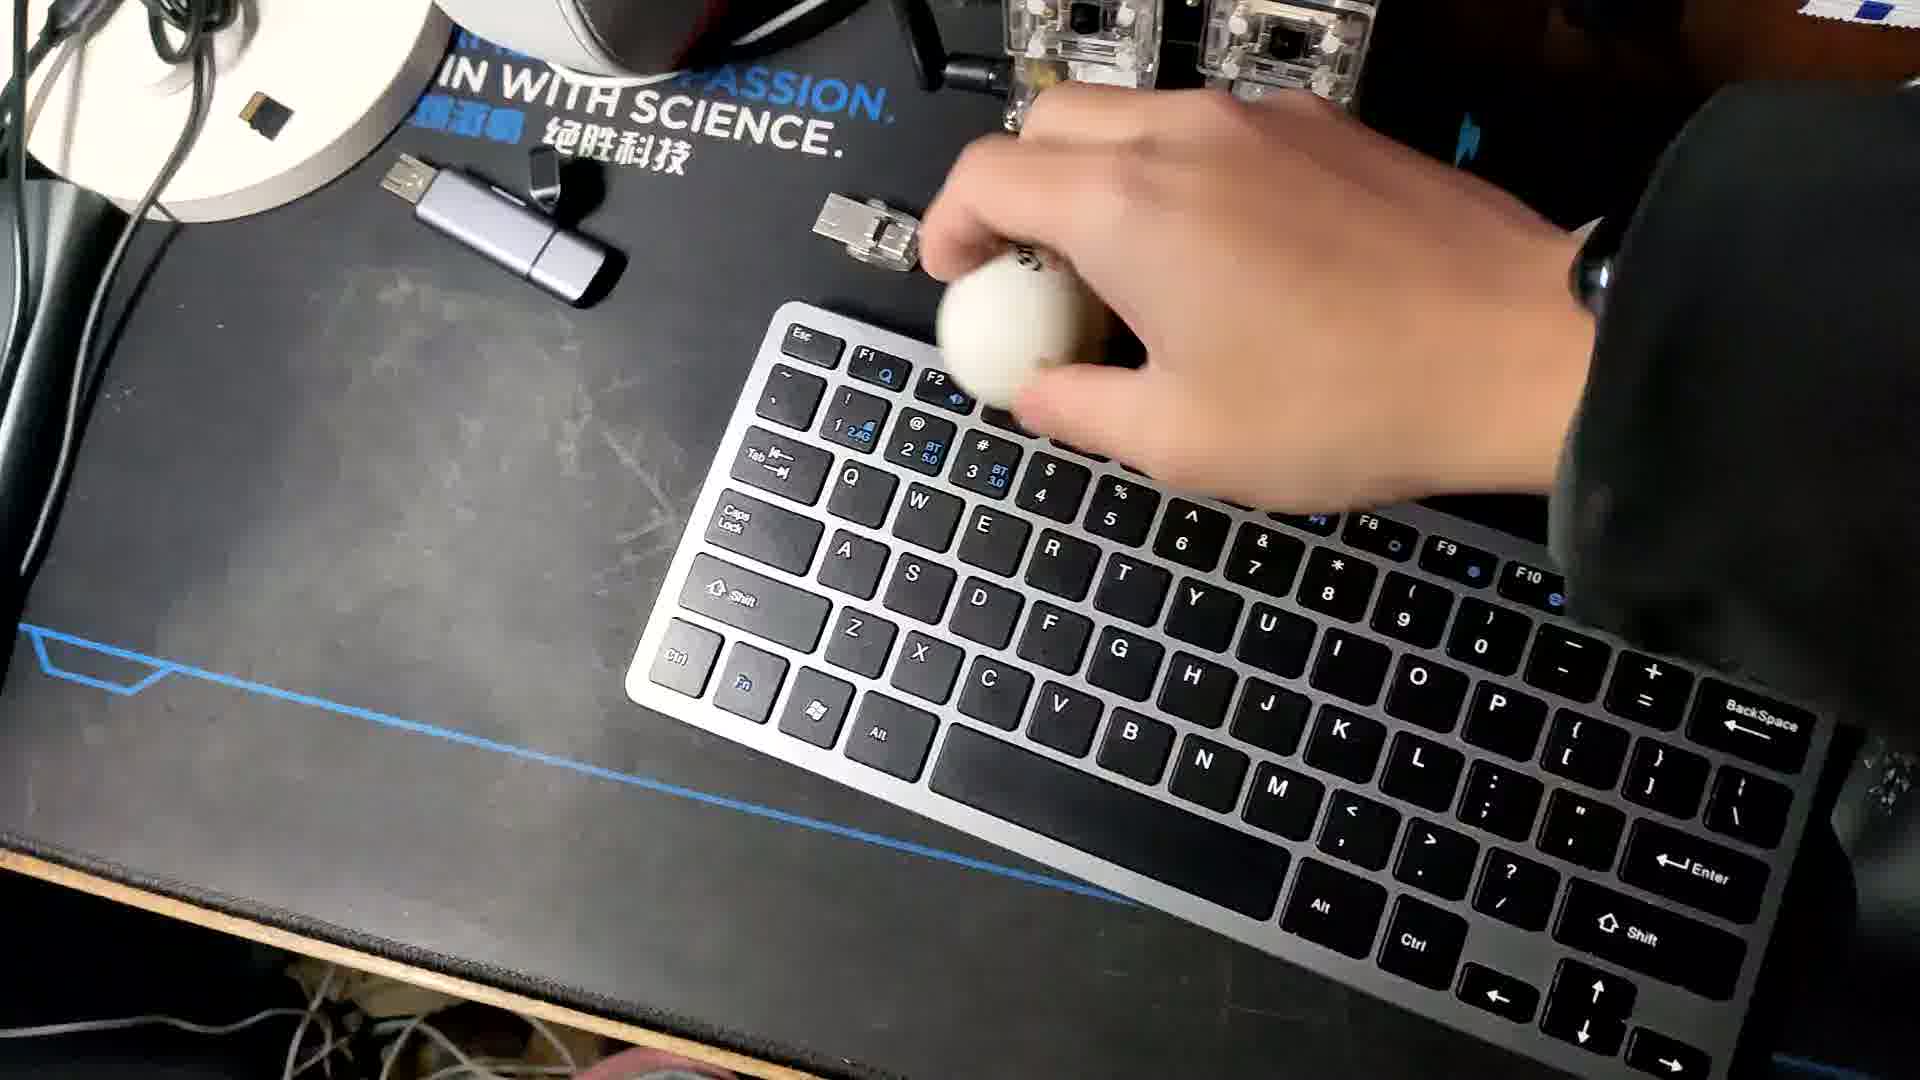 PASSION.
IN WITH SCIENCE.
绝胜科技
Esc
F1
F2
F8
F9
F10
~
`
! 1 2.4G
@ 2 BT 5.0
# 3 BT 3.0
$ 4
% 5
^ 6
& 7
* 8
( 9
) 0
_ -
+ =
BackSpace
Tab
Q W E R T Y U I O P
{ [
} ]
| \
Caps Lock
A S D F G H J K L
: ;
" '
Enter
Shift
Z X C V B N M
< ,
> .
? /
Shift
Ctrl
Fn
Alt
Alt
Ctrl